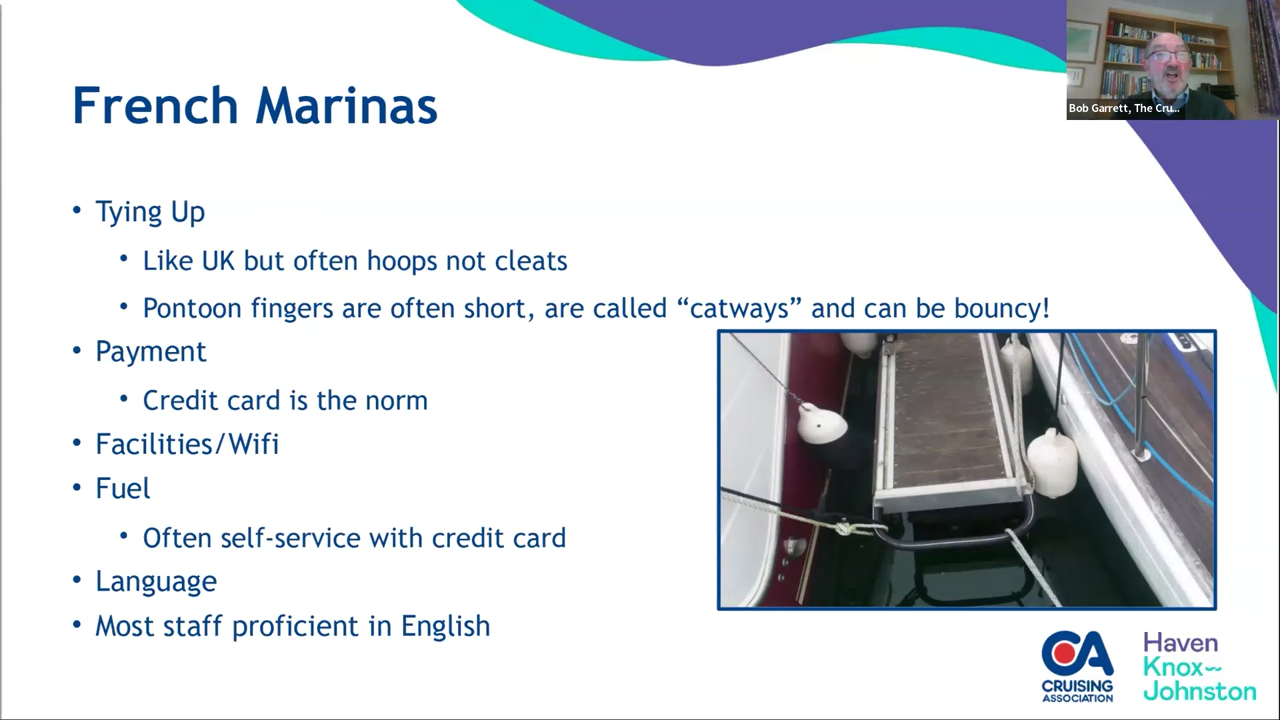 Bob Garrett, The Cru...
French Marinas
• Tying Up
• Like UK but often hoops not cleats
• Pontoon fingers are often short, are called “catways” and can be bouncy!
• Payment
• Credit card is the norm
• Facilities/Wifi
• Fuel
• Often self-service with credit card
• Language
• Most staff proficient in English
CA
CRUISING
ASSOCIATION
Haven
Knox~
Johnston